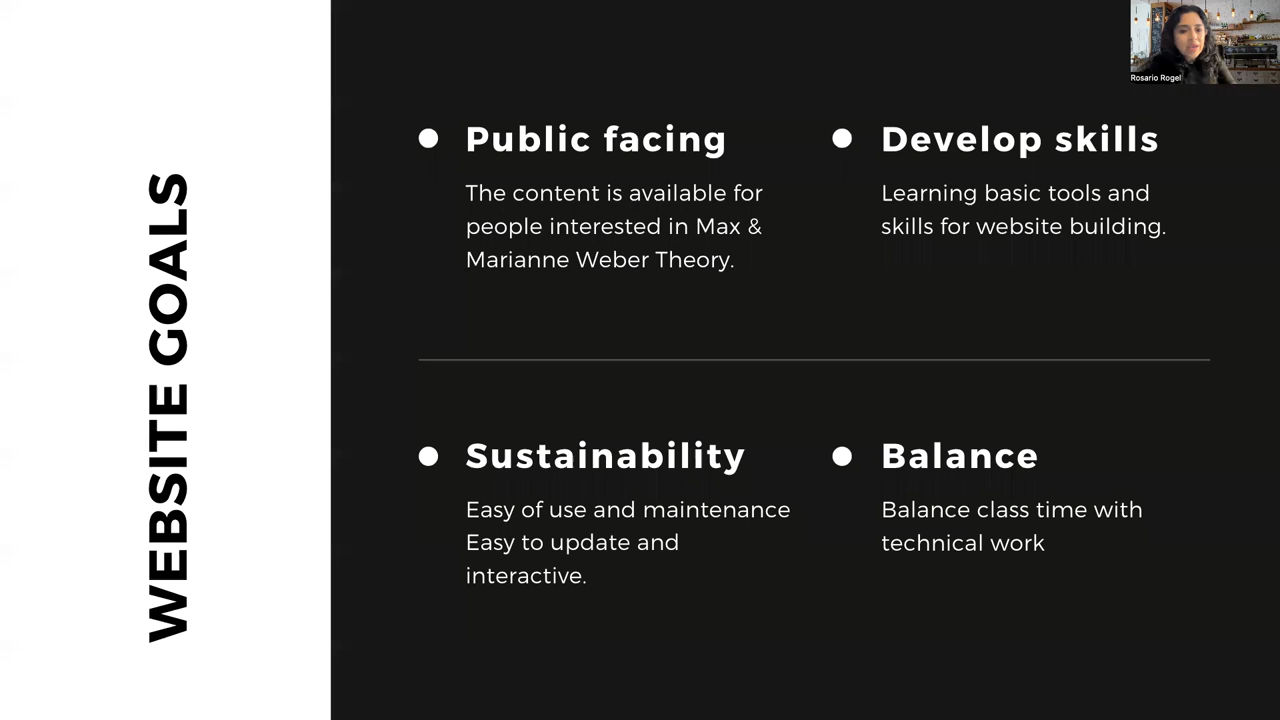 WEBSITE GOALS
Public facing
The content is available for
people interested in Max &
Marianne Weber Theory.
Develop skills
Learning basic tools and
skills for website building.
Sustainability
Easy of use and maintenance
Easy to update and
interactive.
Balance
Balance class time with
technical work
Rosario Rogel